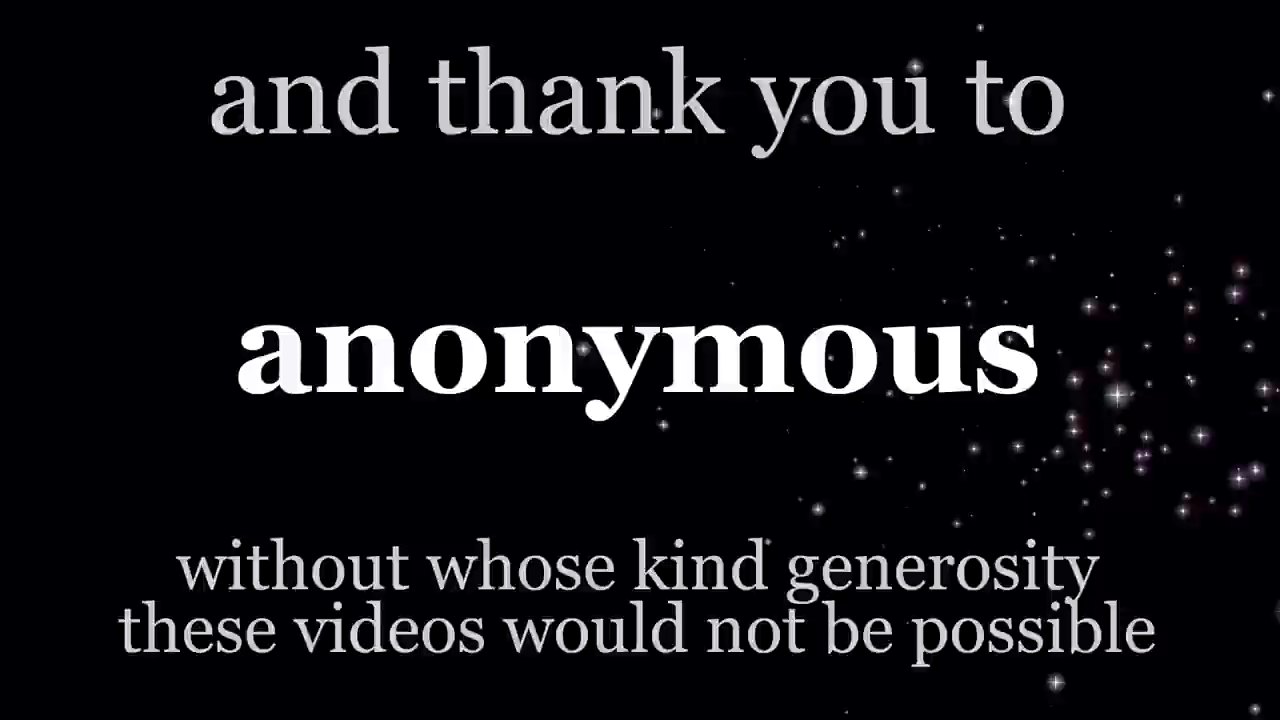 and thank you to
anonymous
without whose kind generosity
these videos would not be possible